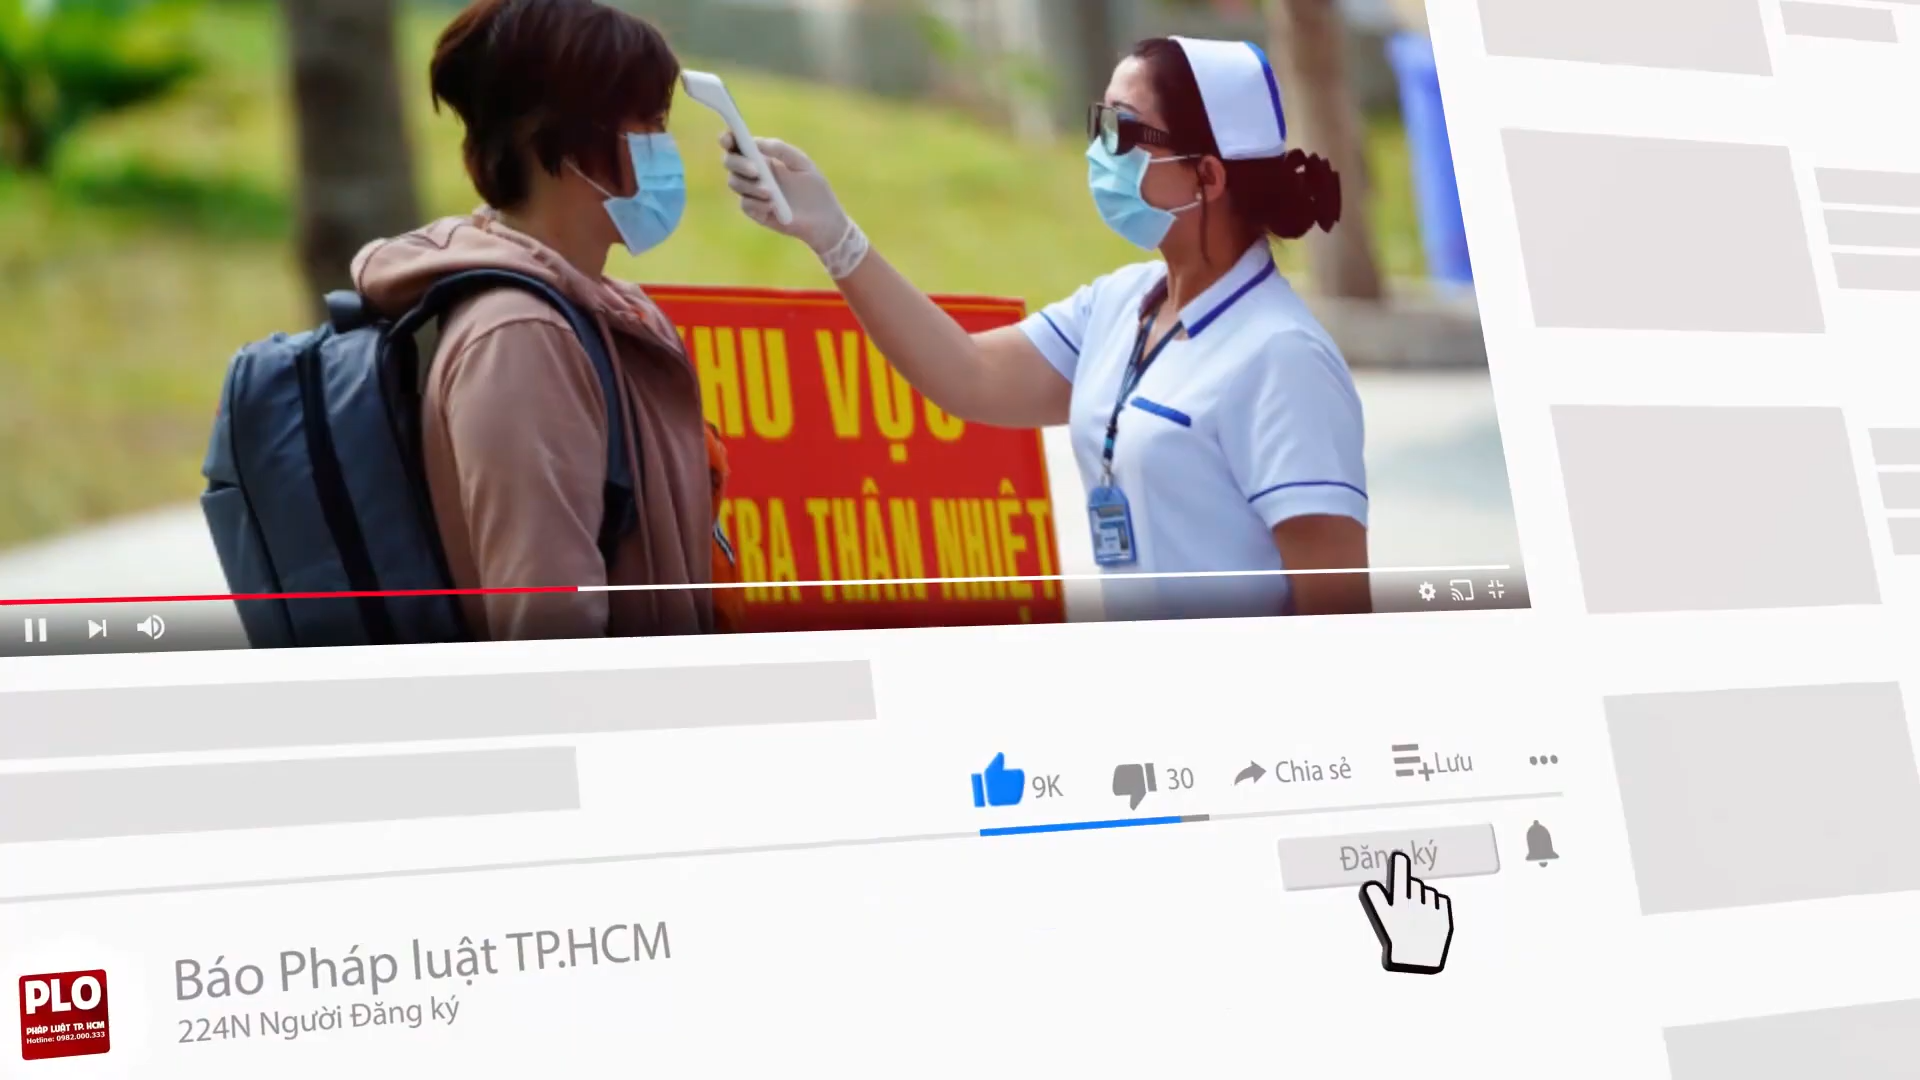 KHU VỰC
TRA THÂN NHIỆT
9K
30
Chia sẻ
Lưu
Đăng ký
Báo Pháp luật TP.HCM
224N Người Đăng ký
PLO
PHÁP LUẬT TP. HCM
Hotline: 0982.000.333